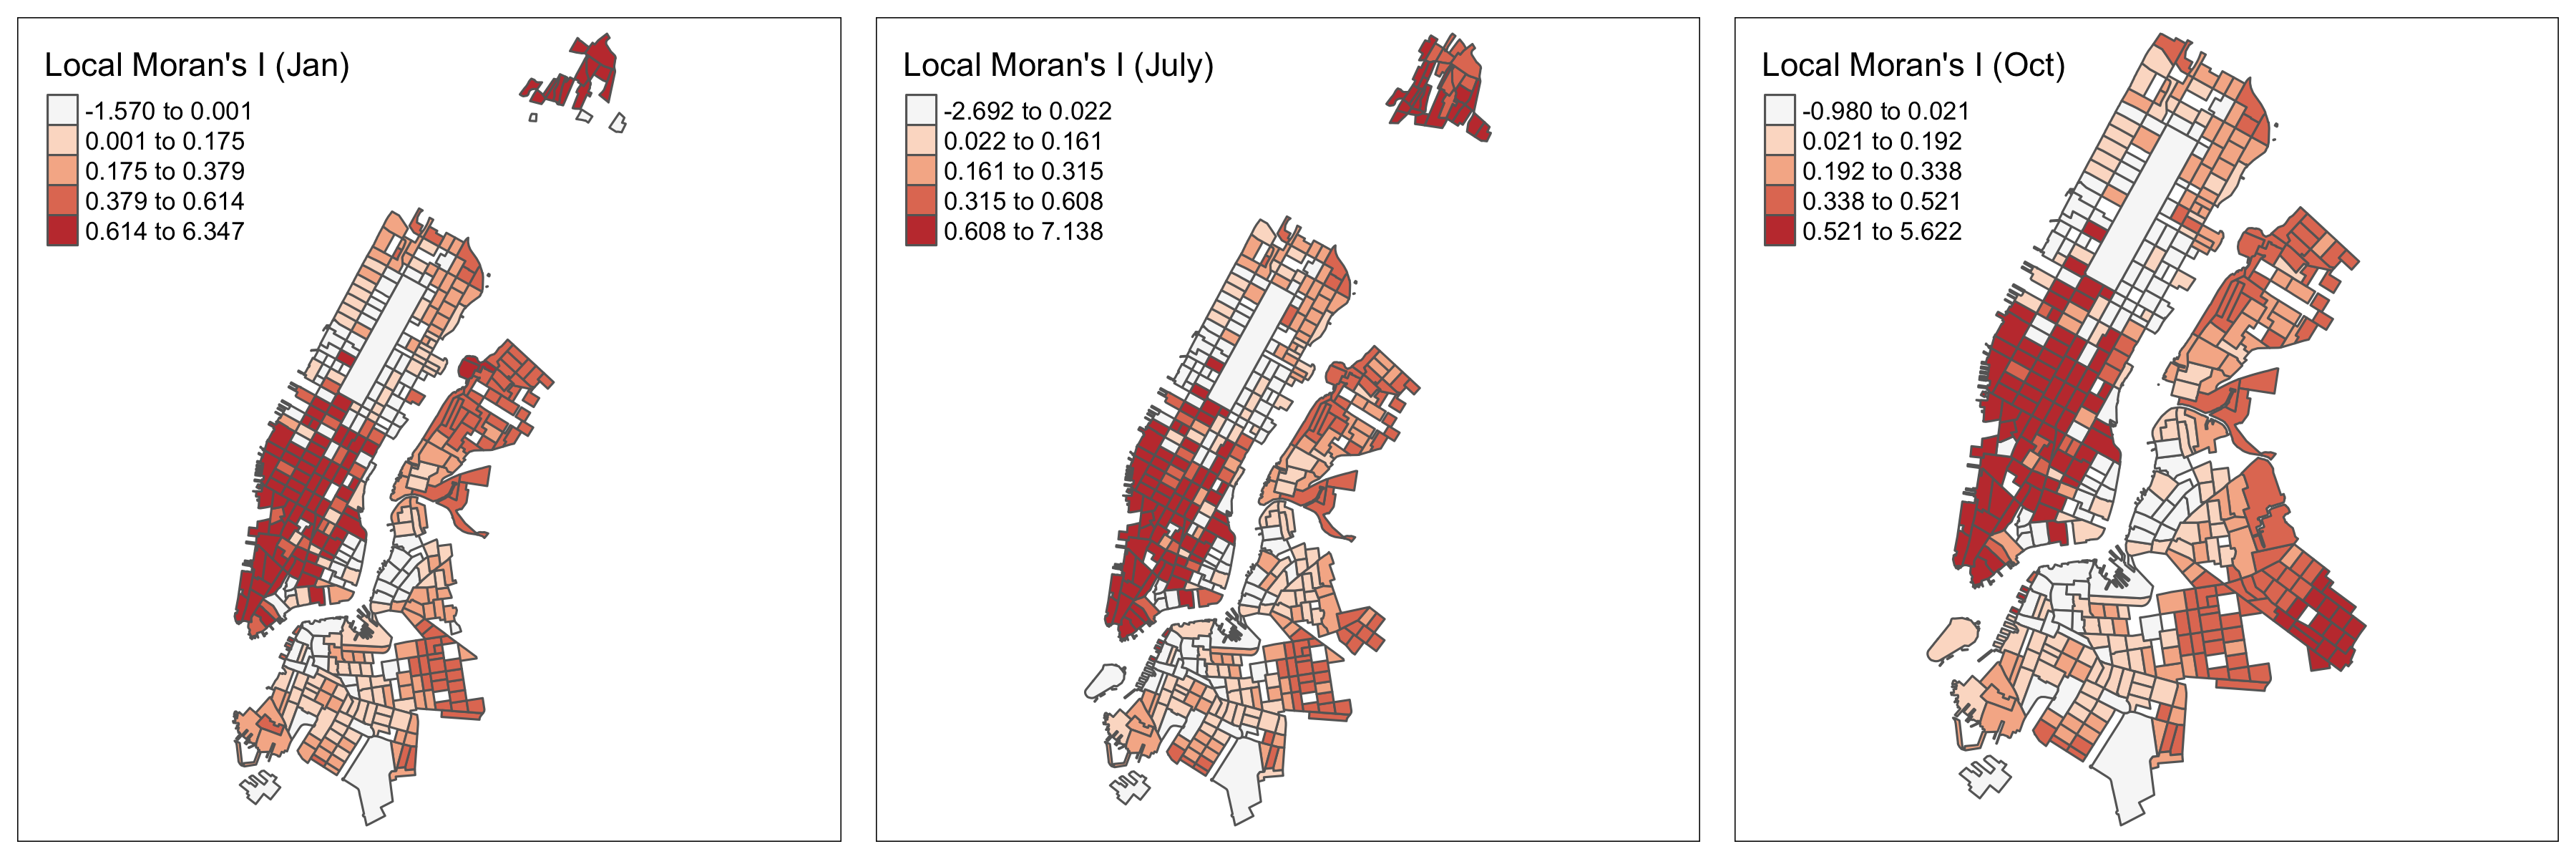 Local Moran's I (Jan)
-1.570 to 0.001
0.001 to 0.175
0.175 to 0.379
0.379 to 0.614
0.614 to 6.347
Local Moran's I (July)
-2.692 to 0.022
0.022 to 0.161
0.161 to 0.315
0.315 to 0.608
0.608 to 7.138
Local Moran's I (Oct)
-0.980 to 0.021
0.021 to 0.192
0.192 to 0.338
0.338 to 0.521
0.521 to 5.622